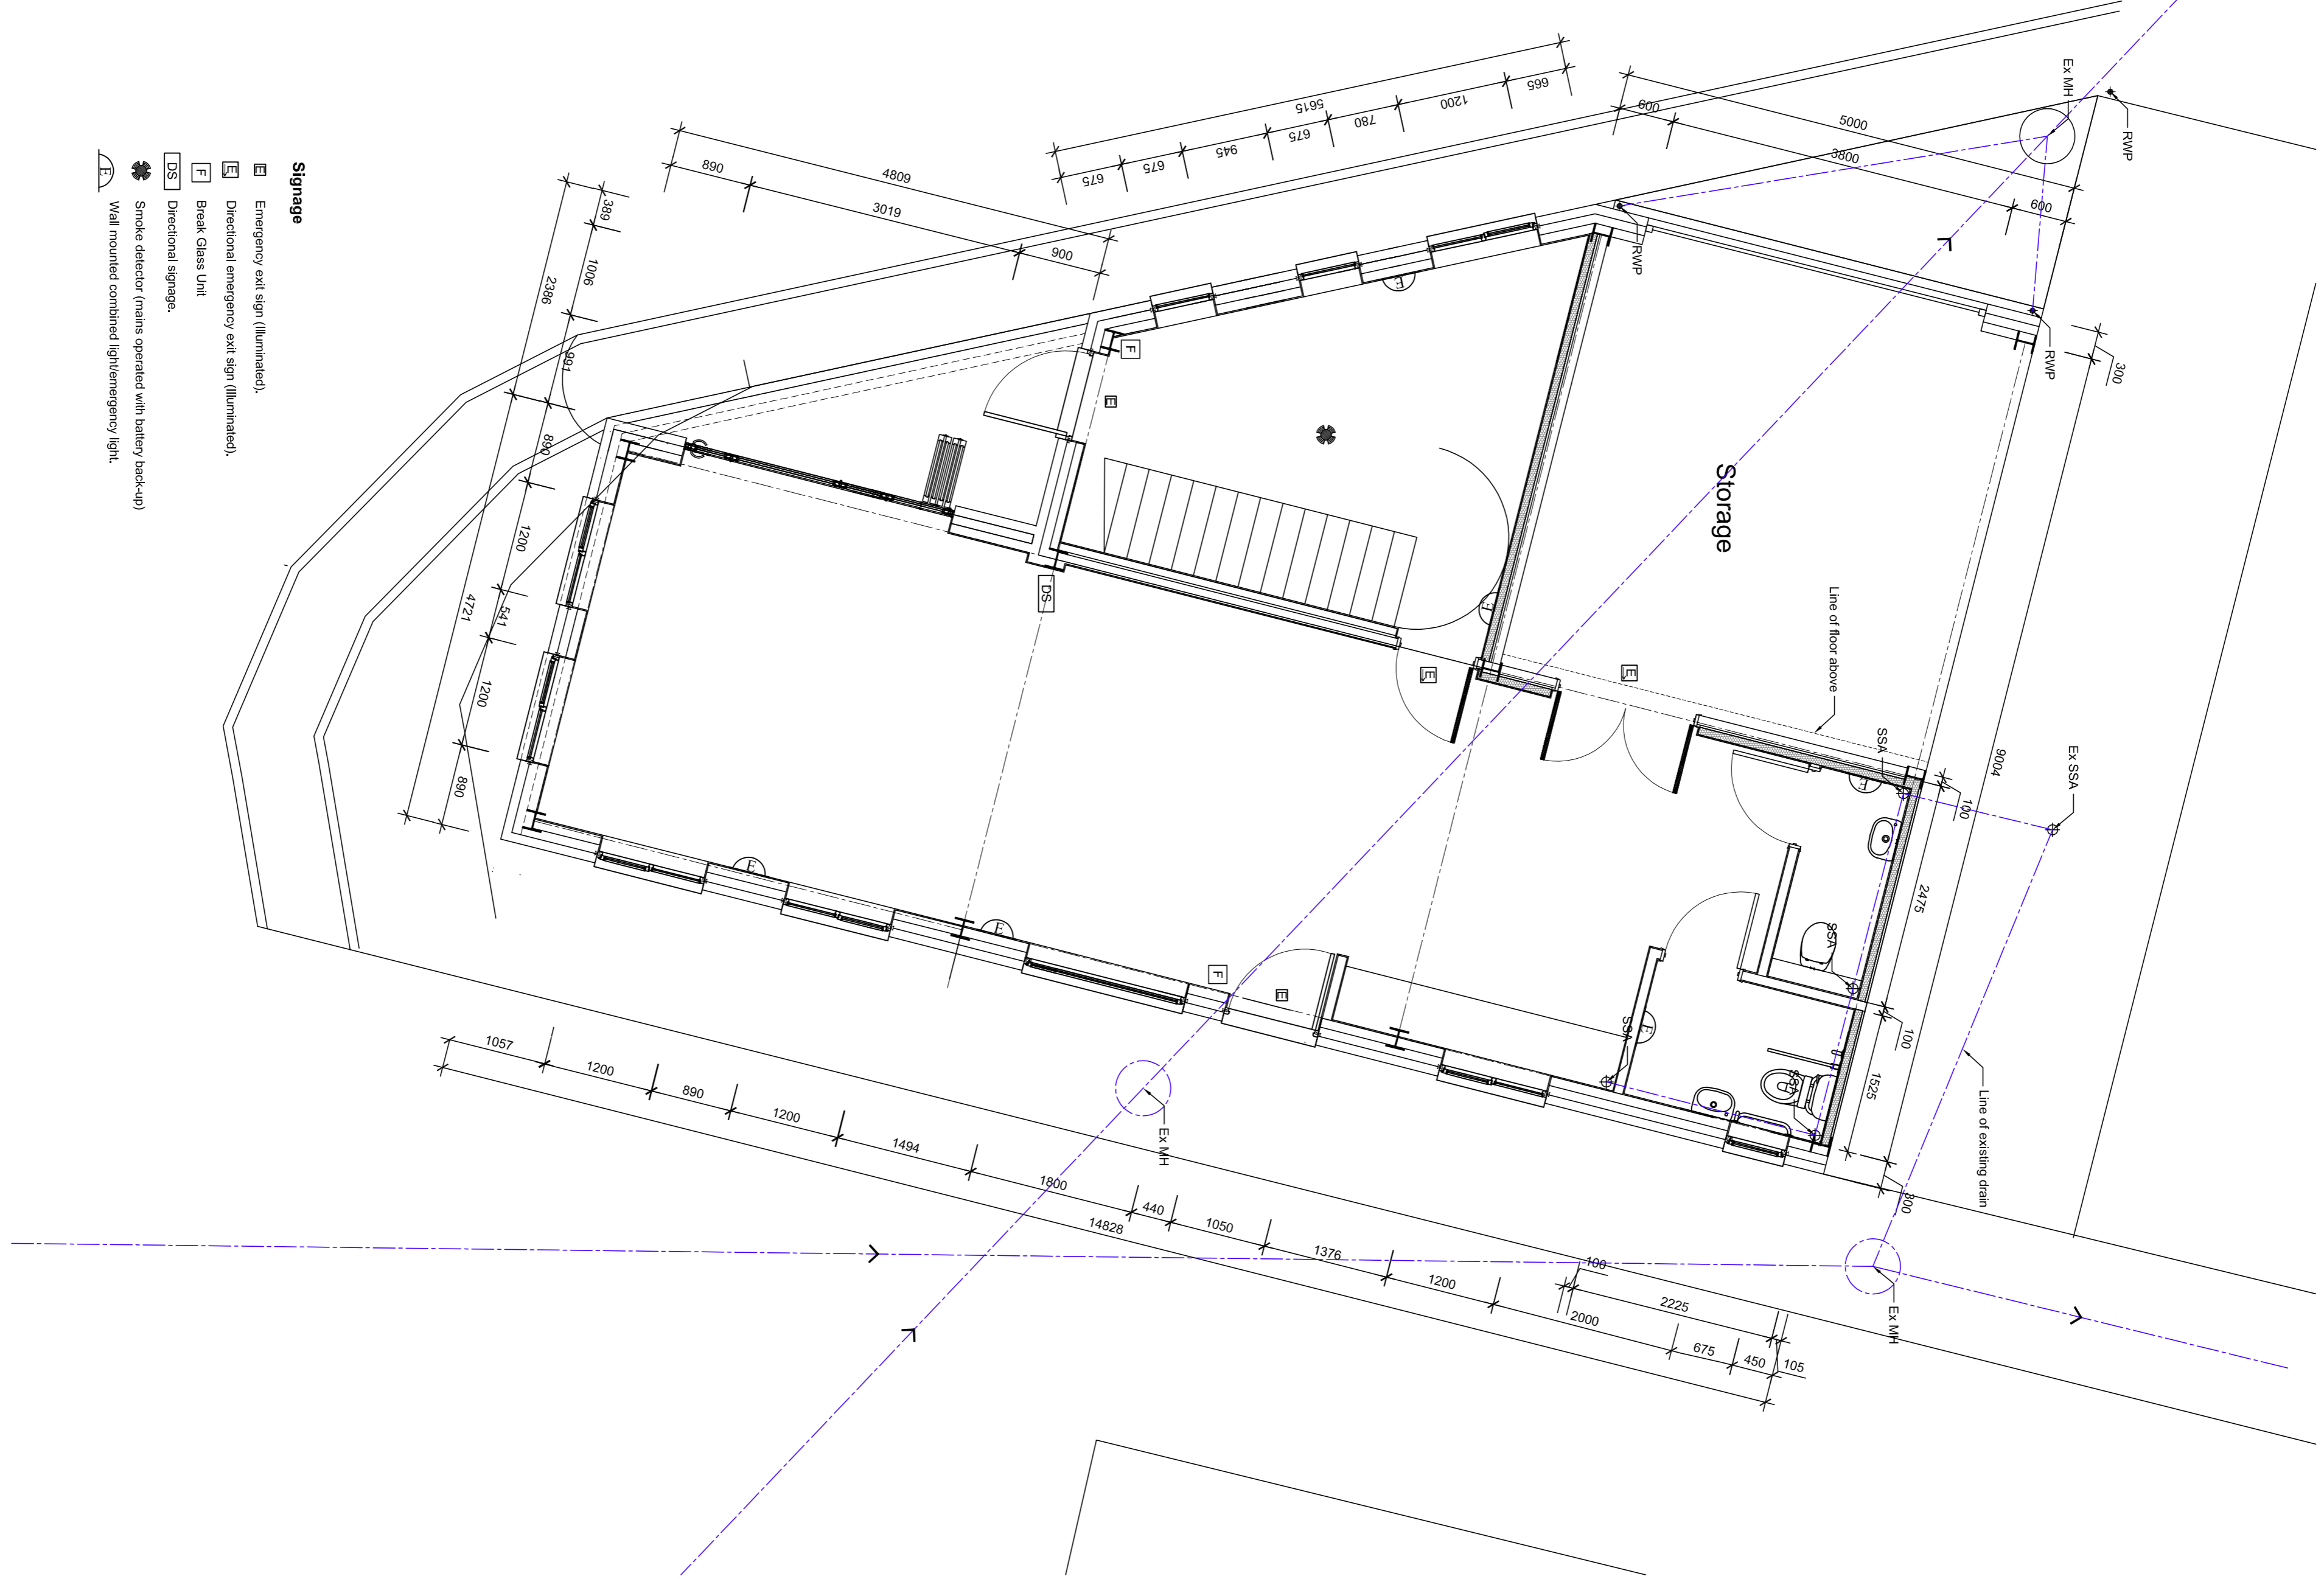 Signage
E Emergency exit sign (Illuminated).
E Directional emergency exit sign (Illuminated).
F Break Glass Unit
DS Directional signage.
Smoke detector (mains operated with battery back-up)
E Wall mounted combined light/emergency light.
5615
665
1200
780
675
945
675
675
4809
890
3019
900
389
1006
991
890
1200
541
1200
890
2386
4721
600
5000
3800
600
300
9004
100
2475
100
1525
300
Ex MH
RWP
RWP
RWP
Storage
Line of floor above
SSA
Ex SSA
SSA
SSA
SSA
Line of existing drain
Ex MH
Ex MH
F
E
E
E
DS
E
E
E
E
E
F
E
E
1057
1200
890
1200
1494
1800
440
1050
1376
1200
2000
675
450
105
100
2225
14828